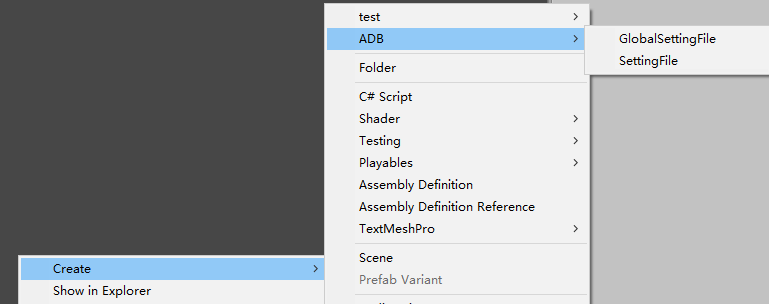 test
ADB
GlobalSettingFile
SettingFile
Folder
C# Script
Shader
Testing
Playables
Assembly Definition
Assembly Definition Reference
TextMeshPro
Scene
Prefab Variant
Create
Show in Explorer